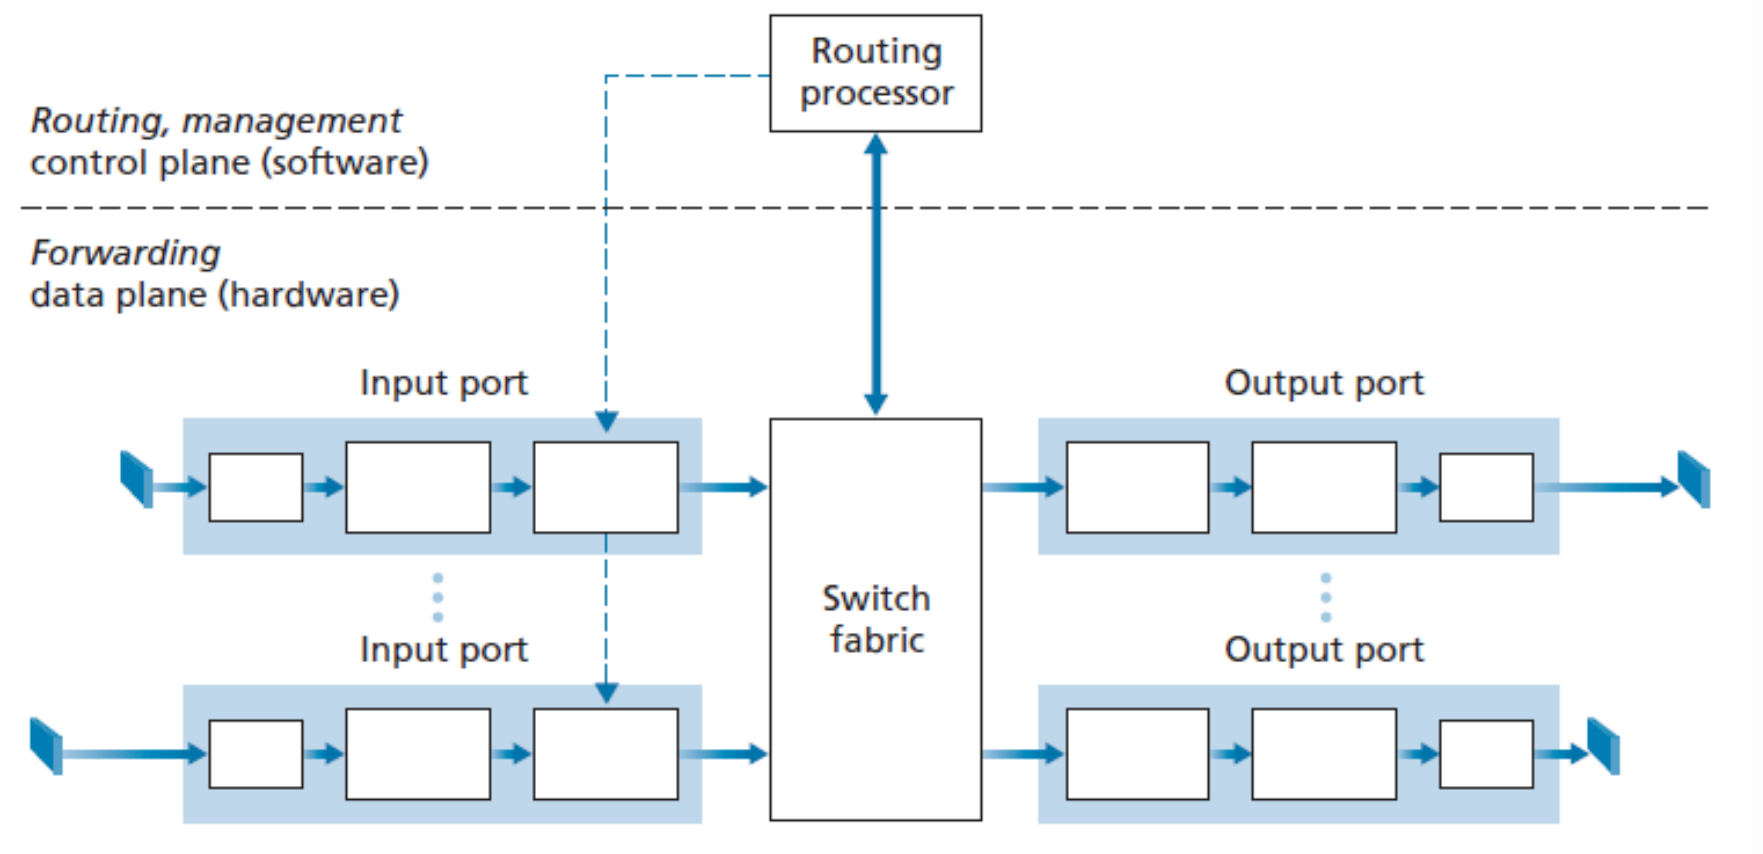 Routing
processor
Routing, management
control plane (software)
Forwarding
data plane (hardware)
Input port
Output port
Switch
fabric
Input port
Output port